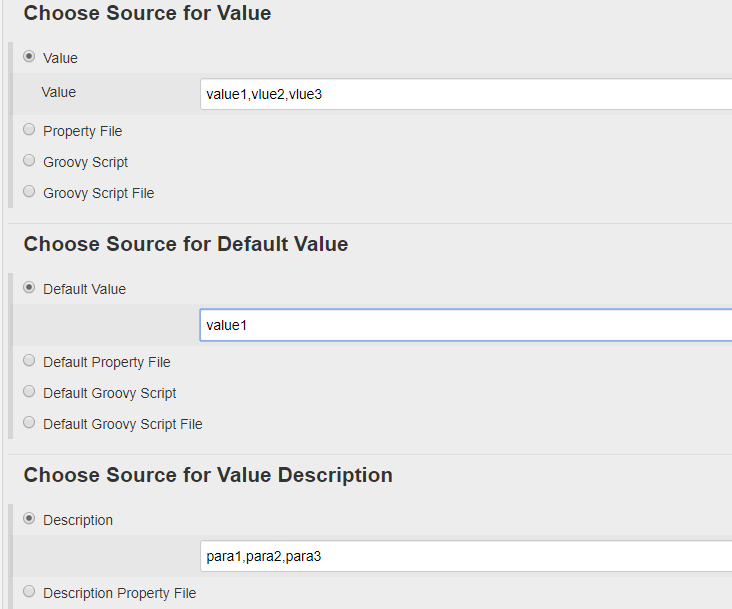 Choose Source for Value
Value
Value
value1,vlue2,vlue3
Property File
Groovy Script
Groovy Script File
Choose Source for Default Value
Default Value
value1
Default Property File
Default Groovy Script
Default Groovy Script File
Choose Source for Value Description
Description
para1,para2,para3
Description Property File